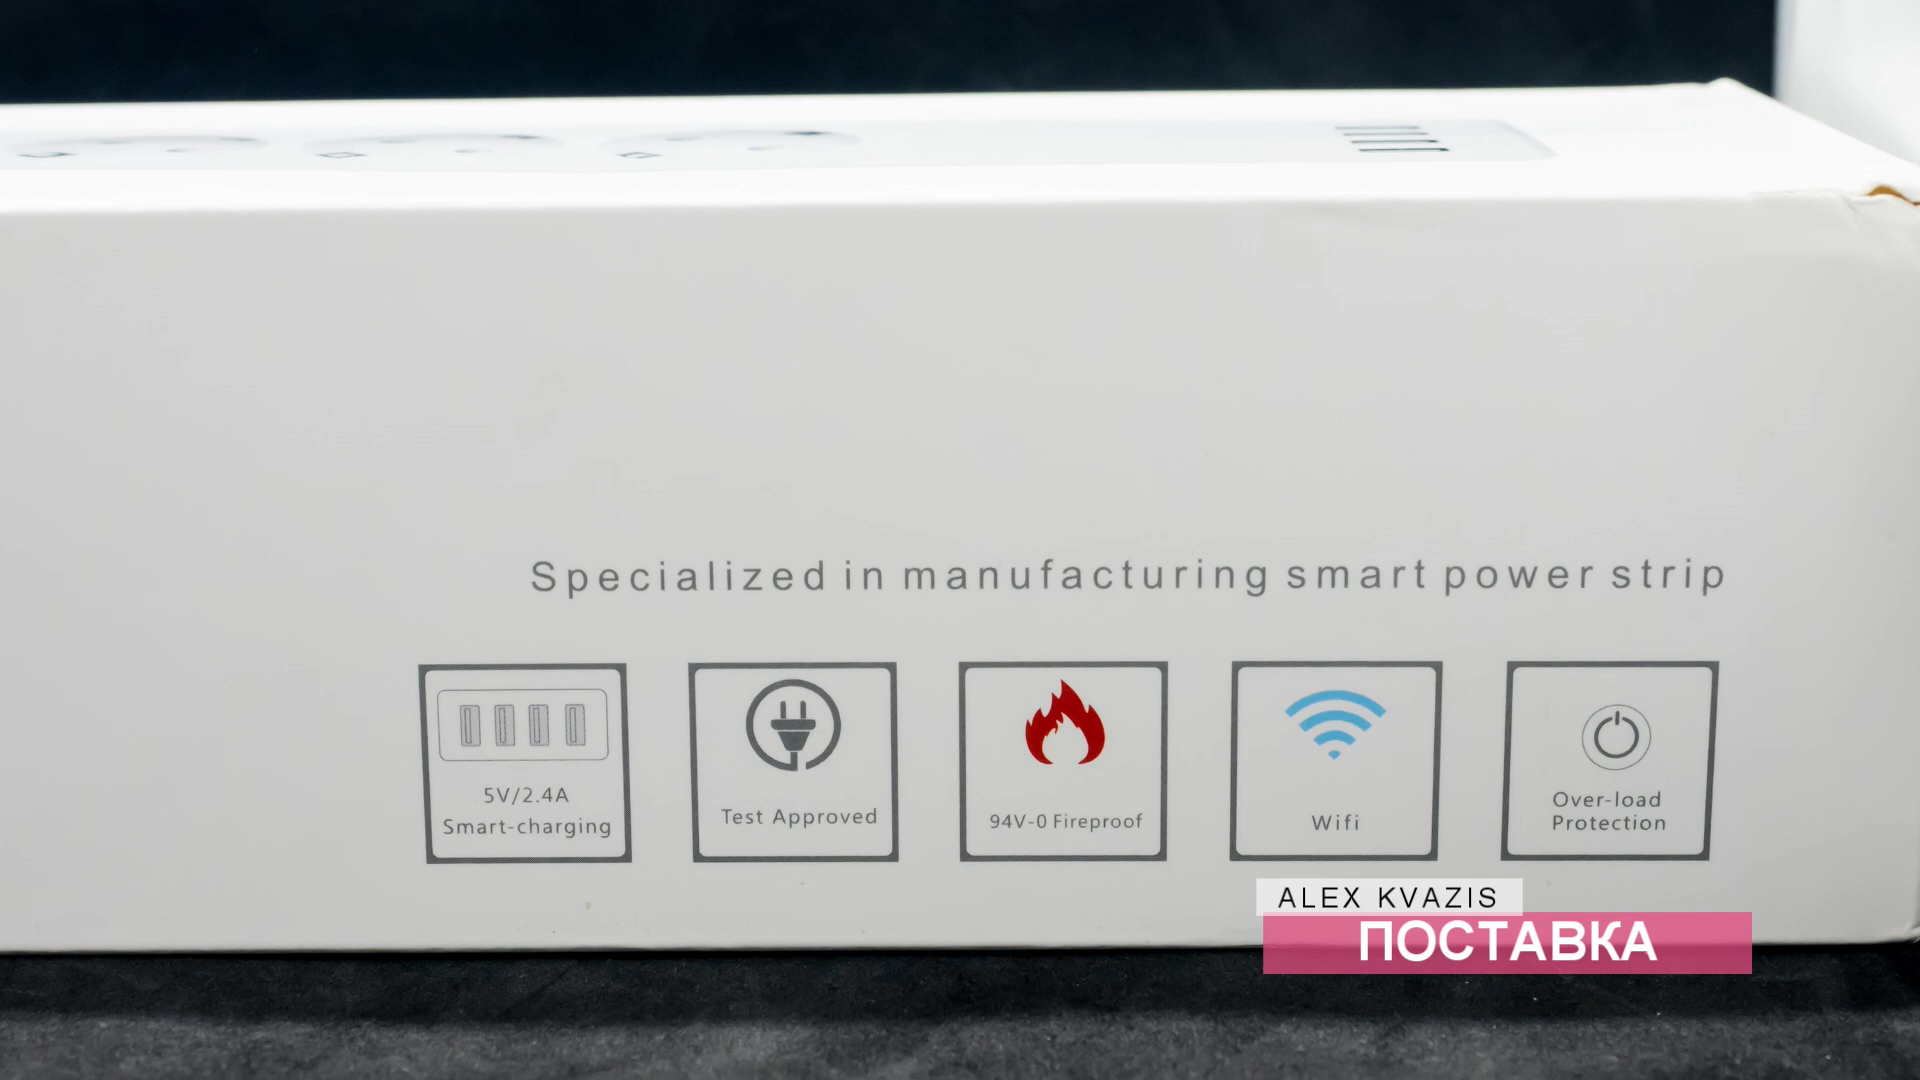 Specialized in manufacturing smart power strip
5V/2.4A
Smart-charging
Test Approved
94V-0 Fireproof
Wifi
Over-load
Protection
ALEX KVAZIS
ПОСТАВКА